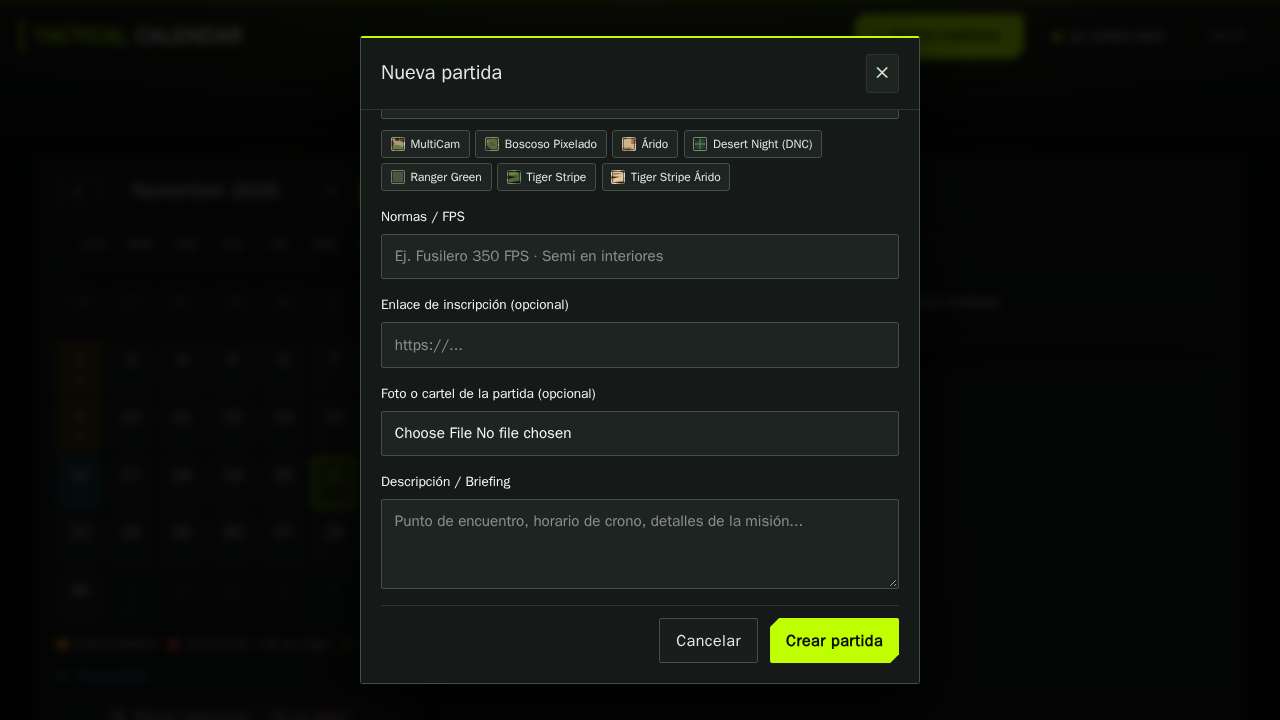 TACTICAL CALENDAR
Nueva partida
MultiCam
Boscoso Pixelado
Árido
Desert Night (DNC)
Ranger Green
Tiger Stripe
Tiger Stripe Árido
Normas / FPS
Ej. Fusilero 350 FPS · Semi en interiores
Enlace de inscripción (opcional)
https://...
Foto o cartel de la partida (opcional)
Choose File No file chosen
Descripción / Briefing
Punto de encuentro, horario de crono, detalles de la misión...
Cancelar
Crear partida